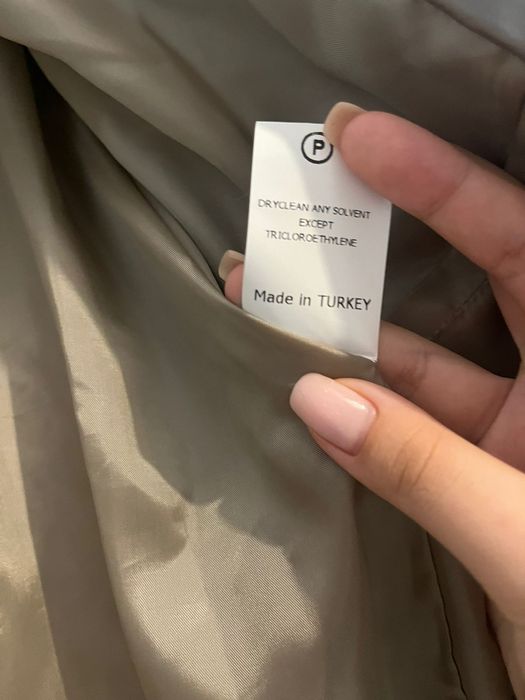 P
DRYCLEAN ANY SOLVENT
EXCEPT
TRICLOROETHYLENE
Made in TURKEY